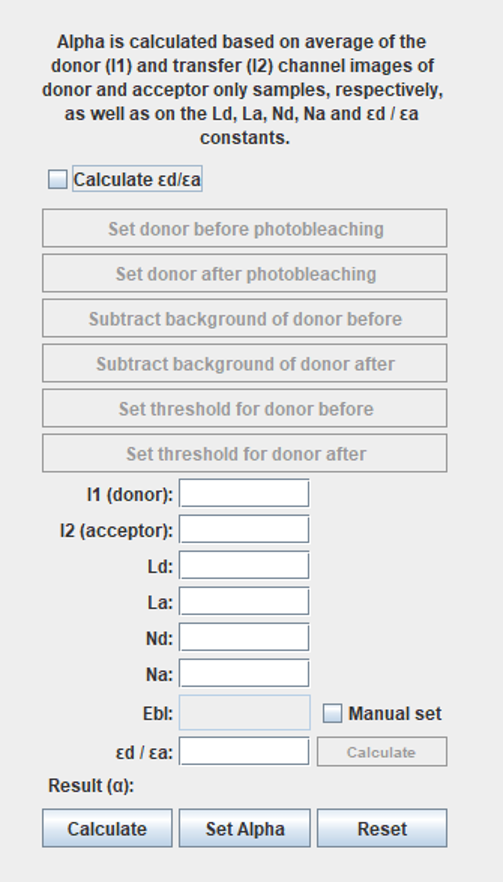 Alpha is calculated based on average of the
donor (I1) and transfer (I2) channel images of
donor and acceptor only samples, respectively,
as well as on the Ld, La, Nd, Na and εd / εa
constants.
Calculate εd/εa
Set donor before photobleaching
Set donor after photobleaching
Subtract background of donor before
Subtract background of donor after
Set threshold for donor before
Set threshold for donor after
I1 (donor):
I2 (acceptor):
Ld:
La:
Nd:
Na:
Ebl: Manual set
εd / εa: Calculate
Result (α):
Calculate Set Alpha Reset